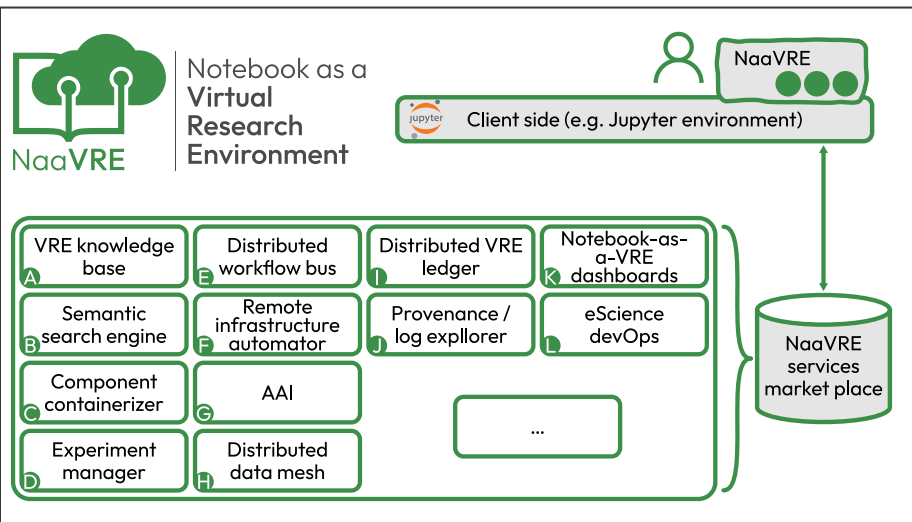 NaaVRE
Notebook as a
Virtual
Research
Environment
NaaVRE
jupyter
Client side (e.g. Jupyter environment)
VRE knowledge
base
A
Distributed
workflow bus
E
Distributed VRE
ledger
I
Notebook-as-
a-VRE
dashboards
K
Semantic
search engine
B
Remote
infrastructure
automator
F
Provenance /
log expllorer
J
eScience
devOps
L
Component
containerizer
C
AAI
G
Experiment
manager
D
Distributed
data mesh
H
...
NaaVRE
services
market place